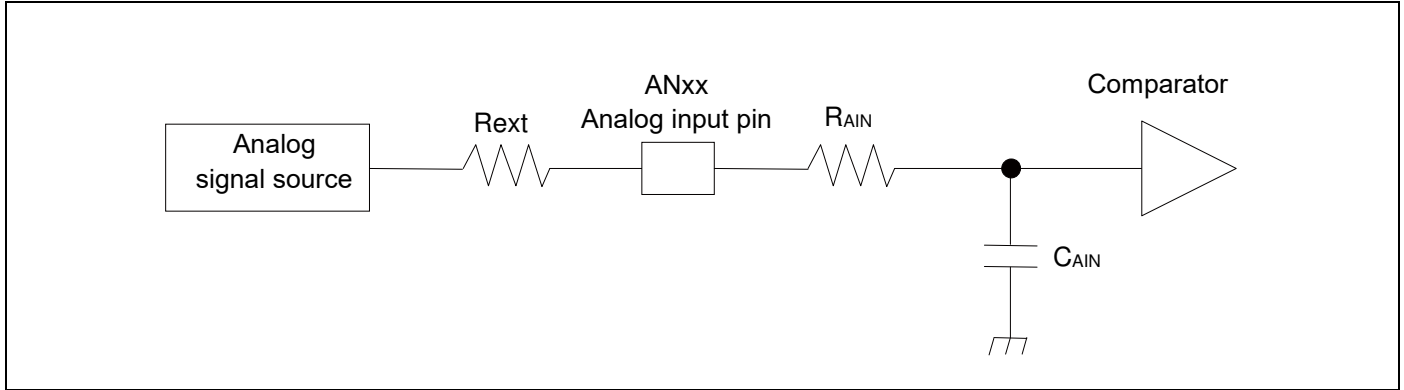 Analog
signal source
Rext
ANxx
Analog input pin
RAIN
Comparator
CAIN